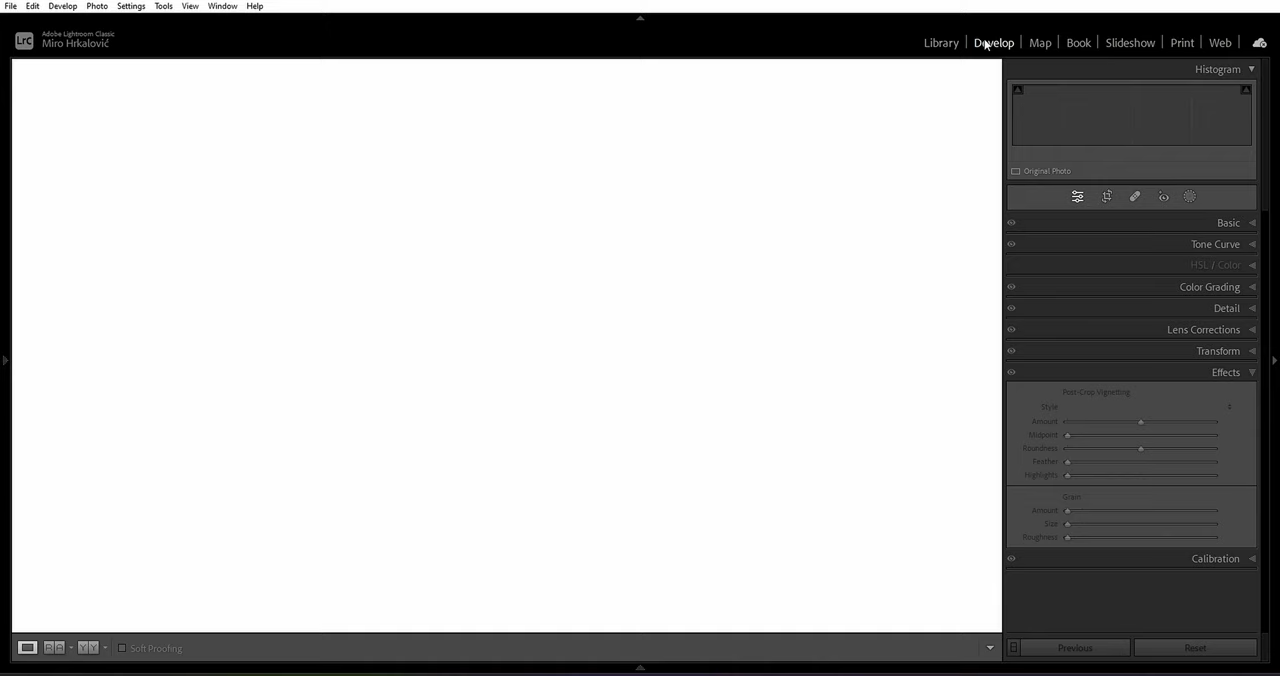 File Edit Develop Photo Settings Tools View Window Help
Lrc
Adobe Lightroom Classic
Miro Hrkalović
Library | Develop | Map | Book | Slideshow | Print | Web |
Histogram
Original Photo
Basic
Tone Curve
HSL / Color
Color Grading
Detail
Lens Corrections
Transform
Effects
Post-Crop Vignetting
Style
Amount
Midpoint
Roundness
Feather
Highlights
Grain
Amount
Size
Roughness
Calibration
R A Y Y Soft Proofing
Previous Reset